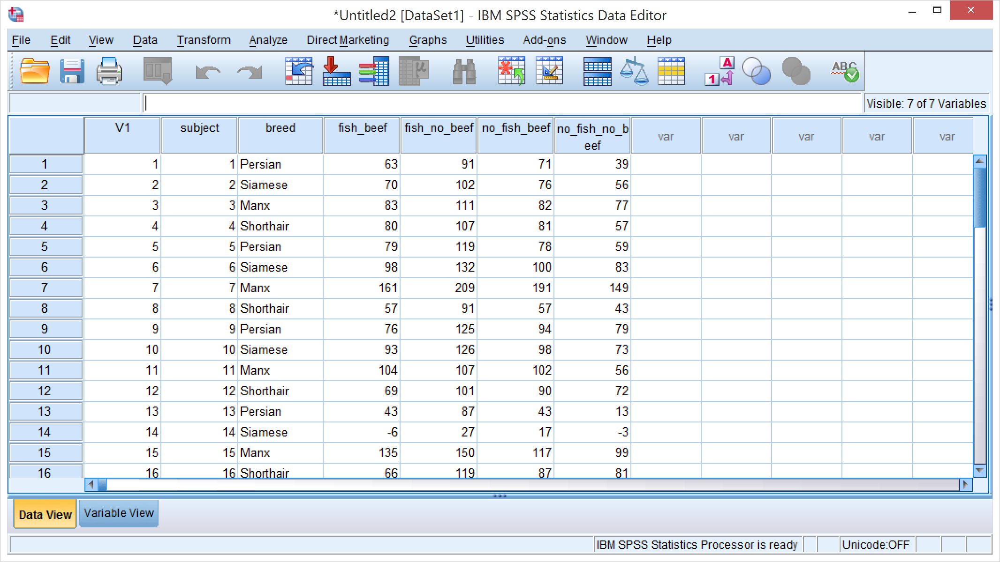 *Untitled2 [DataSet1] - IBM SPSS Statistics Data Editor
File Edit View Data Transform Analyze Direct Marketing Graphs Utilities Add-ons Window Help
A
1
μ
ABC
Visible: 7 of 7 Variables
V1 subject breed fish_beef fish_no_beef no_fish_beef no_fish_no_b var var var var var
eef
1 1 1 Persian 63 91 71 39
2 2 2 Siamese 70 102 76 56
3 3 3 Manx 83 111 82 77
4 4 4 Shorthair 80 107 81 57
5 5 5 Persian 79 119 78 59
6 6 6 Siamese 98 132 100 83
7 7 7 Manx 161 209 191 149
8 8 8 Shorthair 57 91 57 43
9 9 9 Persian 76 125 94 79
10 10 10 Siamese 93 126 98 73
11 11 11 Manx 104 107 102 56
12 12 12 Shorthair 69 101 90 72
13 13 13 Persian 43 87 43 13
14 14 14 Siamese -6 27 17 -3
15 15 15 Manx 135 150 117 99
16 16 16 Shorthair 66 119 87 81
Data View Variable View
IBM SPSS Statistics Processor is ready Unicode:OFF